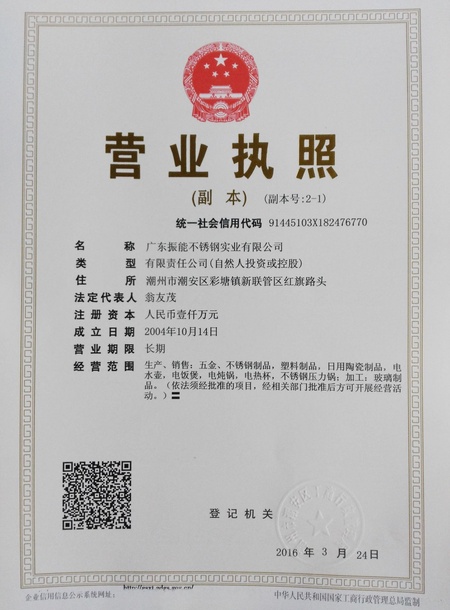 营业执照
(副 本) (副本号:2-1)
统一社会信用代码 91445103X182476770
名 称 广东振能不锈钢实业有限公司
类 型 有限责任公司(自然人投资或控股)
住 所 潮州市潮安区彩塘镇新联管区红旗路头
法定代表人 翁友茂
注册资本 人民币壹仟万元
成立日期 2004年10月14日
营业期限 长期
经营范围 生产、销售：五金、不锈钢制品，塑料制品，日用陶瓷制品，电
水壶，电饭煲，电炖锅，电热杯，不锈钢压力锅；加工：玻璃制
品。（依法须经批准的项目，经相关部门批准后方可开展经营活
动。）〓
登记机关
2016 年 3 月 24日
企业信用信息公示系统网址：
中华人民共和国国家工商行政管理总局监制